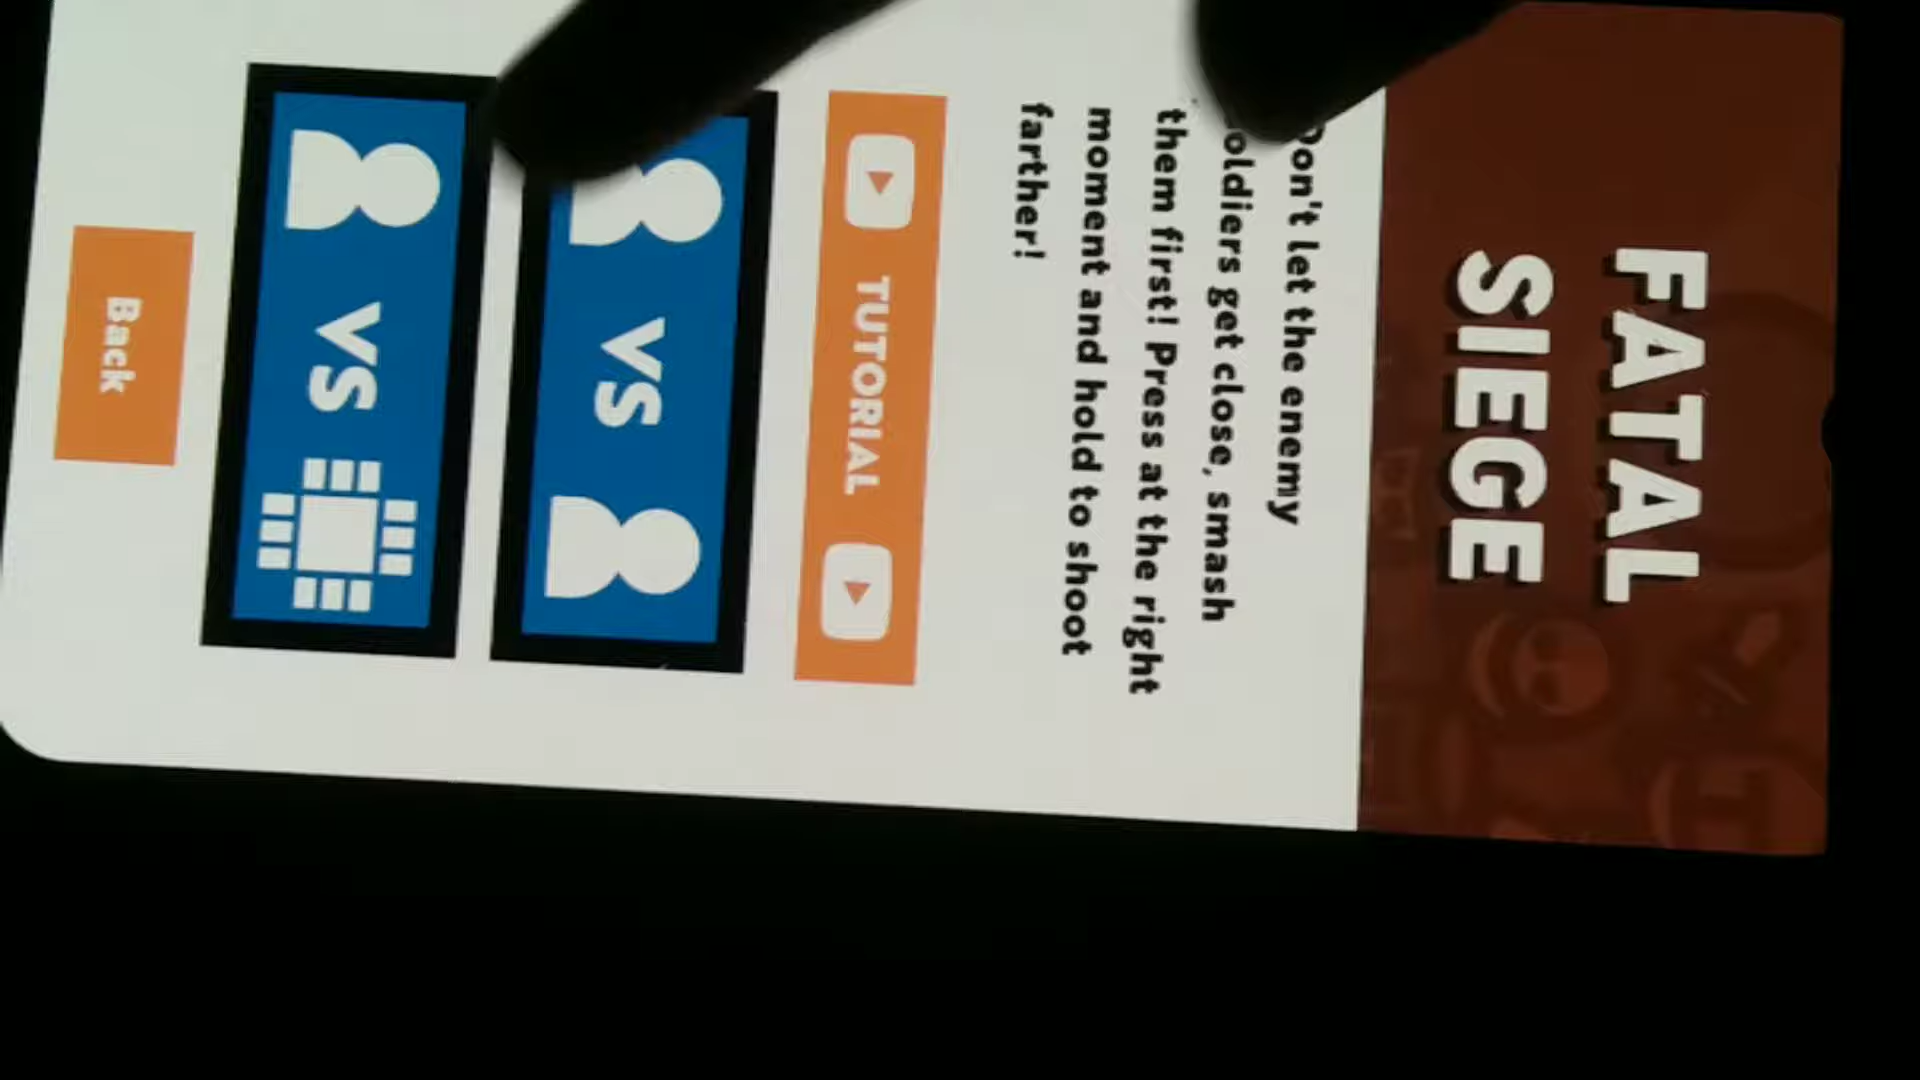 FATAL
SIEGE
Don't let the enemy
oldiers get close, smash
them first! Press at the right
moment and hold to shoot
farther!
TUTORIAL
VS
VS
Back